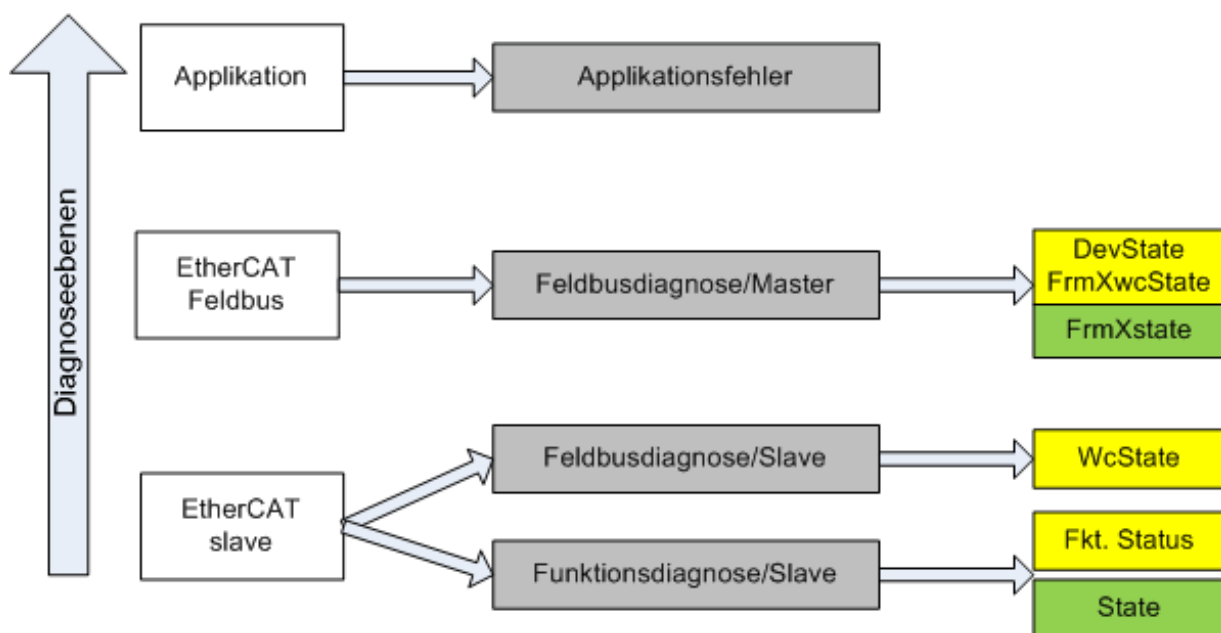 Diagnoseebenen
Applikation
Applikationsfehler
EtherCAT
Feldbus
Feldbusdiagnose/Master
DevState
FrmXwcState
FrmXstate
EtherCAT
slave
Feldbusdiagnose/Slave
WcState
Funktionsdiagnose/Slave
Fkt. Status
State